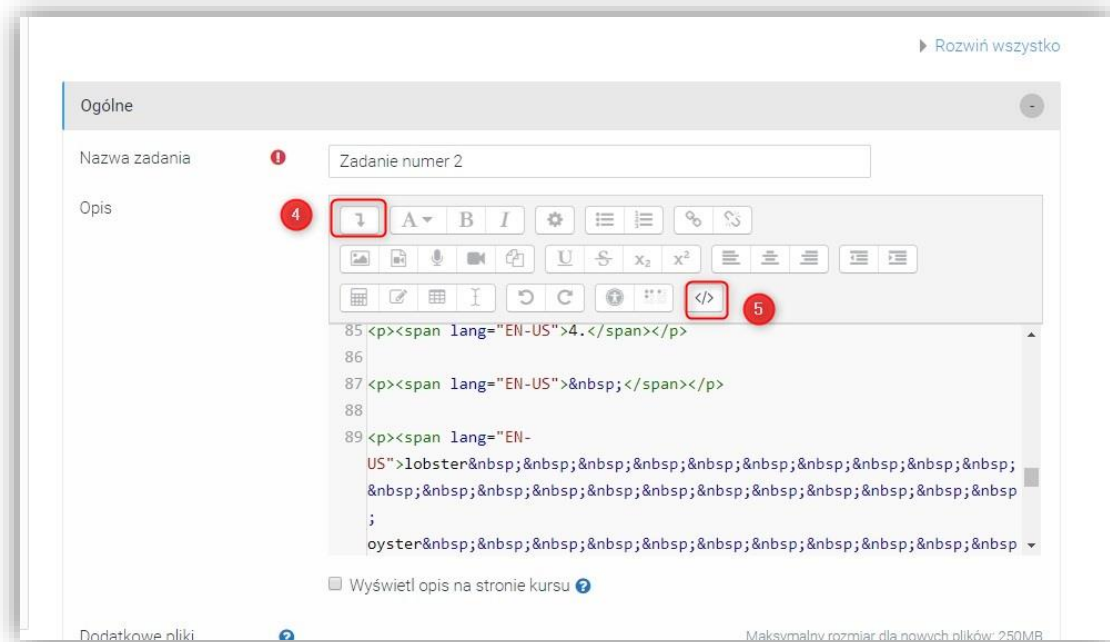 Rozwiń wszystko
Ogólne
Nazwa zadania
Zadanie numer 2
Opis
4
A B I
U S x₂ x²
</>
5
85 <p><span lang="EN-US">4.</span></p>
86
87 <p><span lang="EN-US">&nbsp;</span></p>
88
89 <p><span lang="EN-
US">lobster&nbsp;&nbsp;&nbsp;&nbsp;&nbsp;&nbsp;&nbsp;&nbsp;&nbsp;&nbsp;
&nbsp;&nbsp;&nbsp;&nbsp;&nbsp;&nbsp;&nbsp;&nbsp;&nbsp;&nbsp;&nbsp;&nbsp
;
oyster&nbsp;&nbsp;&nbsp;&nbsp;&nbsp;&nbsp;&nbsp;&nbsp;&nbsp;&nbsp;&nbsp
Wyświetl opis na stronie kursu
Dodatkowe pliki
Maksymalny rozmiar dla nowych plików: 250MB